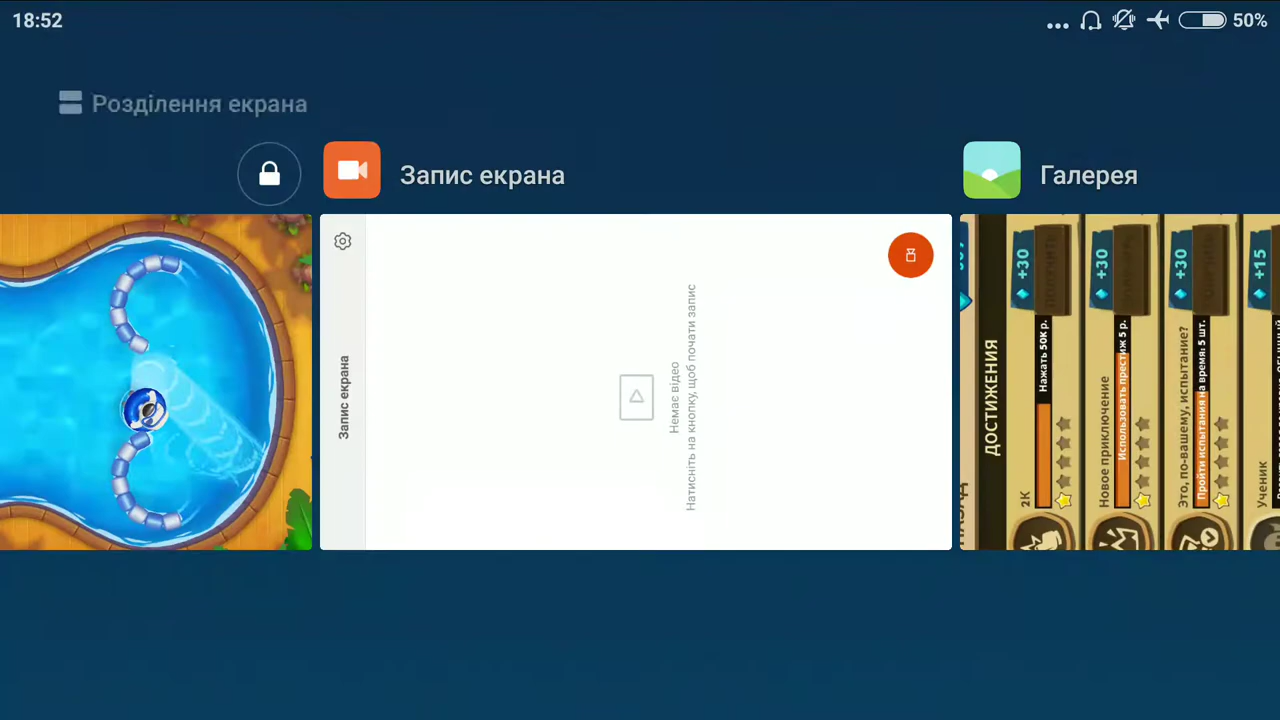 18:52
50%
Розділення екрана
Запис екрана
Галерея
Запис екрана
Немає відео
Натисніть на кнопку, щоб почати запис
ДОСТИЖЕНИЯ
2K
Нажать 50K р.
+30
Новое приключение
Использовать престиж 5 р.
+30
Это, по-вашему, испытание?
Пройти испытания на время: 5 шт.
+30
Ученик
+15